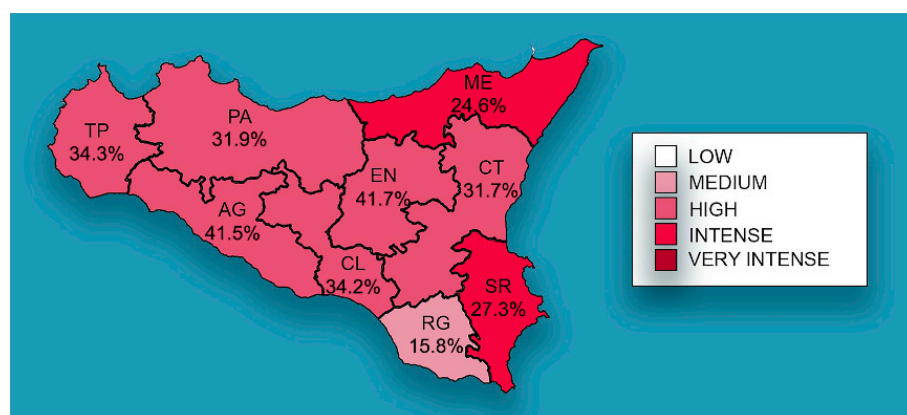 ME
24.6%
PA
31.9%
TP
34.3%
EN
41.7%
CT
31.7%
AG
41.5%
CL
34.2%
SR
27.3%
RG
15.8%
LOW
MEDIUM
HIGH
INTENSE
VERY INTENSE